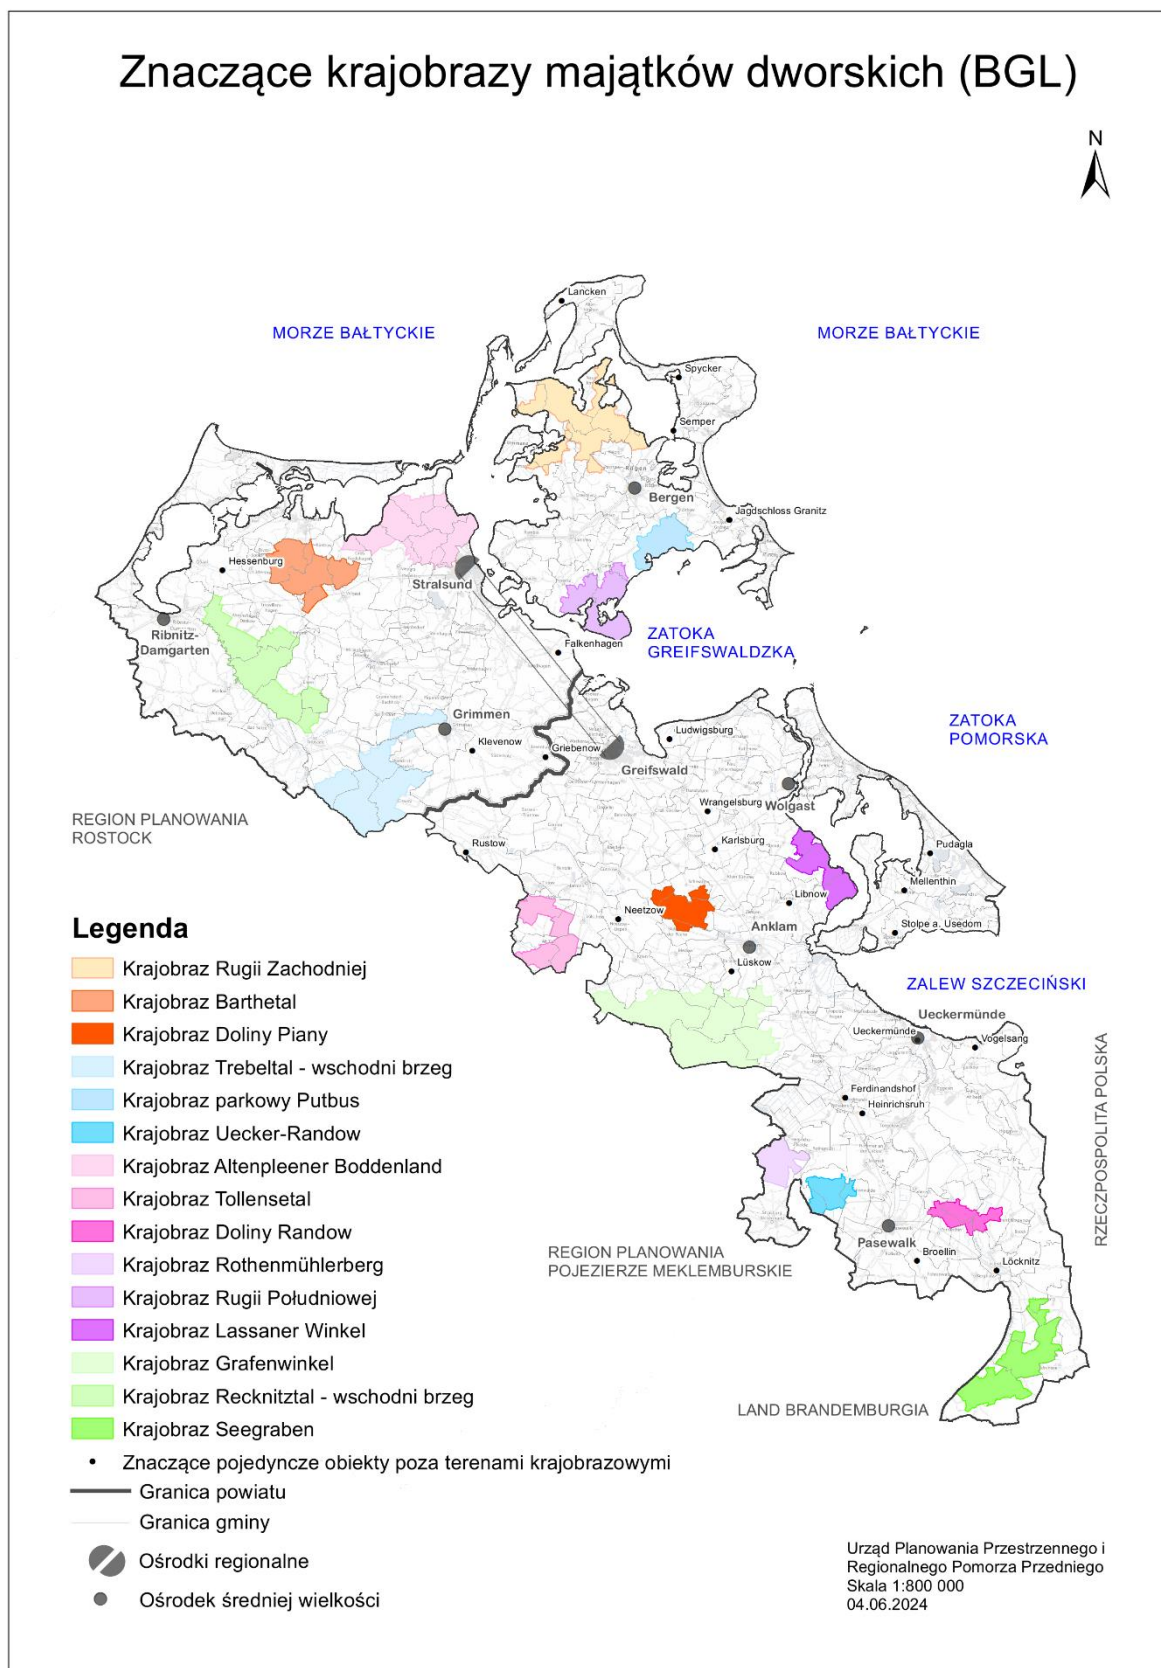 Znaczące krajobrazy majątków dworskich (BGL)
N
Lancken
MORZE BAŁTYCKIE
MORZE BAŁTYCKIE
Spycker
Semper
Bergen
Jagdschloss Granitz
Hessenburg
Stralsund
Ribnitz-
Damgarten
ZATOKA
GREIFSWALDZKA
Falkenhagen
Grimmen
ZATOKA
POMORSKA
Klevenow
Griebenow
Ludwigsburg
Greifswald
Wolgast
Wrangelsburg
REGION PLANOWANIA
ROSTOCK
Rustow
Karlsburg
Pudagla
Mellenthin
Libnow
Neetzow
Anklam
Stolpe a. Usedom
Lüskow
ZALEW SZCZECIŃSKI
Ueckermünde
Ueckermünde
Vogelsang
RZECZPOSPOLITA POLSKA
Ferdinandshof
Heinrichsruh
Pasewalk
REGION PLANOWANIA
POJEZIERZE MEKLEMBURSKIE
Broellin
Löcknitz
LAND BRANDEMBURGIA
Legenda
Krajobraz Rugii Zachodniej
Krajobraz Barthetal
Krajobraz Doliny Piany
Krajobraz Trebeltal - wschodni brzeg
Krajobraz parkowy Putbus
Krajobraz Uecker-Randow
Krajobraz Altenpleener Boddenland
Krajobraz Tollensetal
Krajobraz Doliny Randow
Krajobraz Rothenmühlerberg
Krajobraz Rugii Południowej
Krajobraz Lassaner Winkel
Krajobraz Grafenwinkel
Krajobraz Recknitztal - wschodni brzeg
Krajobraz Seegraben
Znaczące pojedyncze obiekty poza terenami krajobrazowymi
Granica powiatu
Granica gminy
Ośrodki regionalne
Ośrodek średniej wielkości
Urząd Planowania Przestrzennego i
Regionalnego Pomorza Przedniego
Skala 1:800 000
04.06.2024